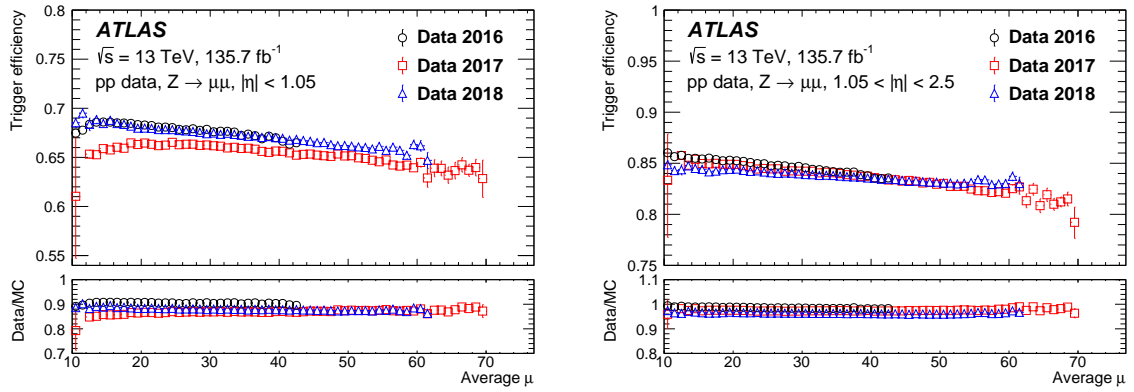 ATLAS
√s = 13 TeV, 135.7 fb⁻¹
pp data, Z → μμ, |η| < 1.05
Data 2016
Data 2017
Data 2018
Trigger efficiency
0.8
0.75
0.7
0.65
0.6
0.55
Data/MC
1
0.9
0.8
0.7
10 20 30 40 50 60 70
Average μ
ATLAS
√s = 13 TeV, 135.7 fb⁻¹
pp data, Z → μμ, 1.05 < |η| < 2.5
Data 2016
Data 2017
Data 2018
Trigger efficiency
1
0.95
0.9
0.85
0.8
0.75
Data/MC
1.1
1
0.9
0.8
10 20 30 40 50 60 70
Average μ